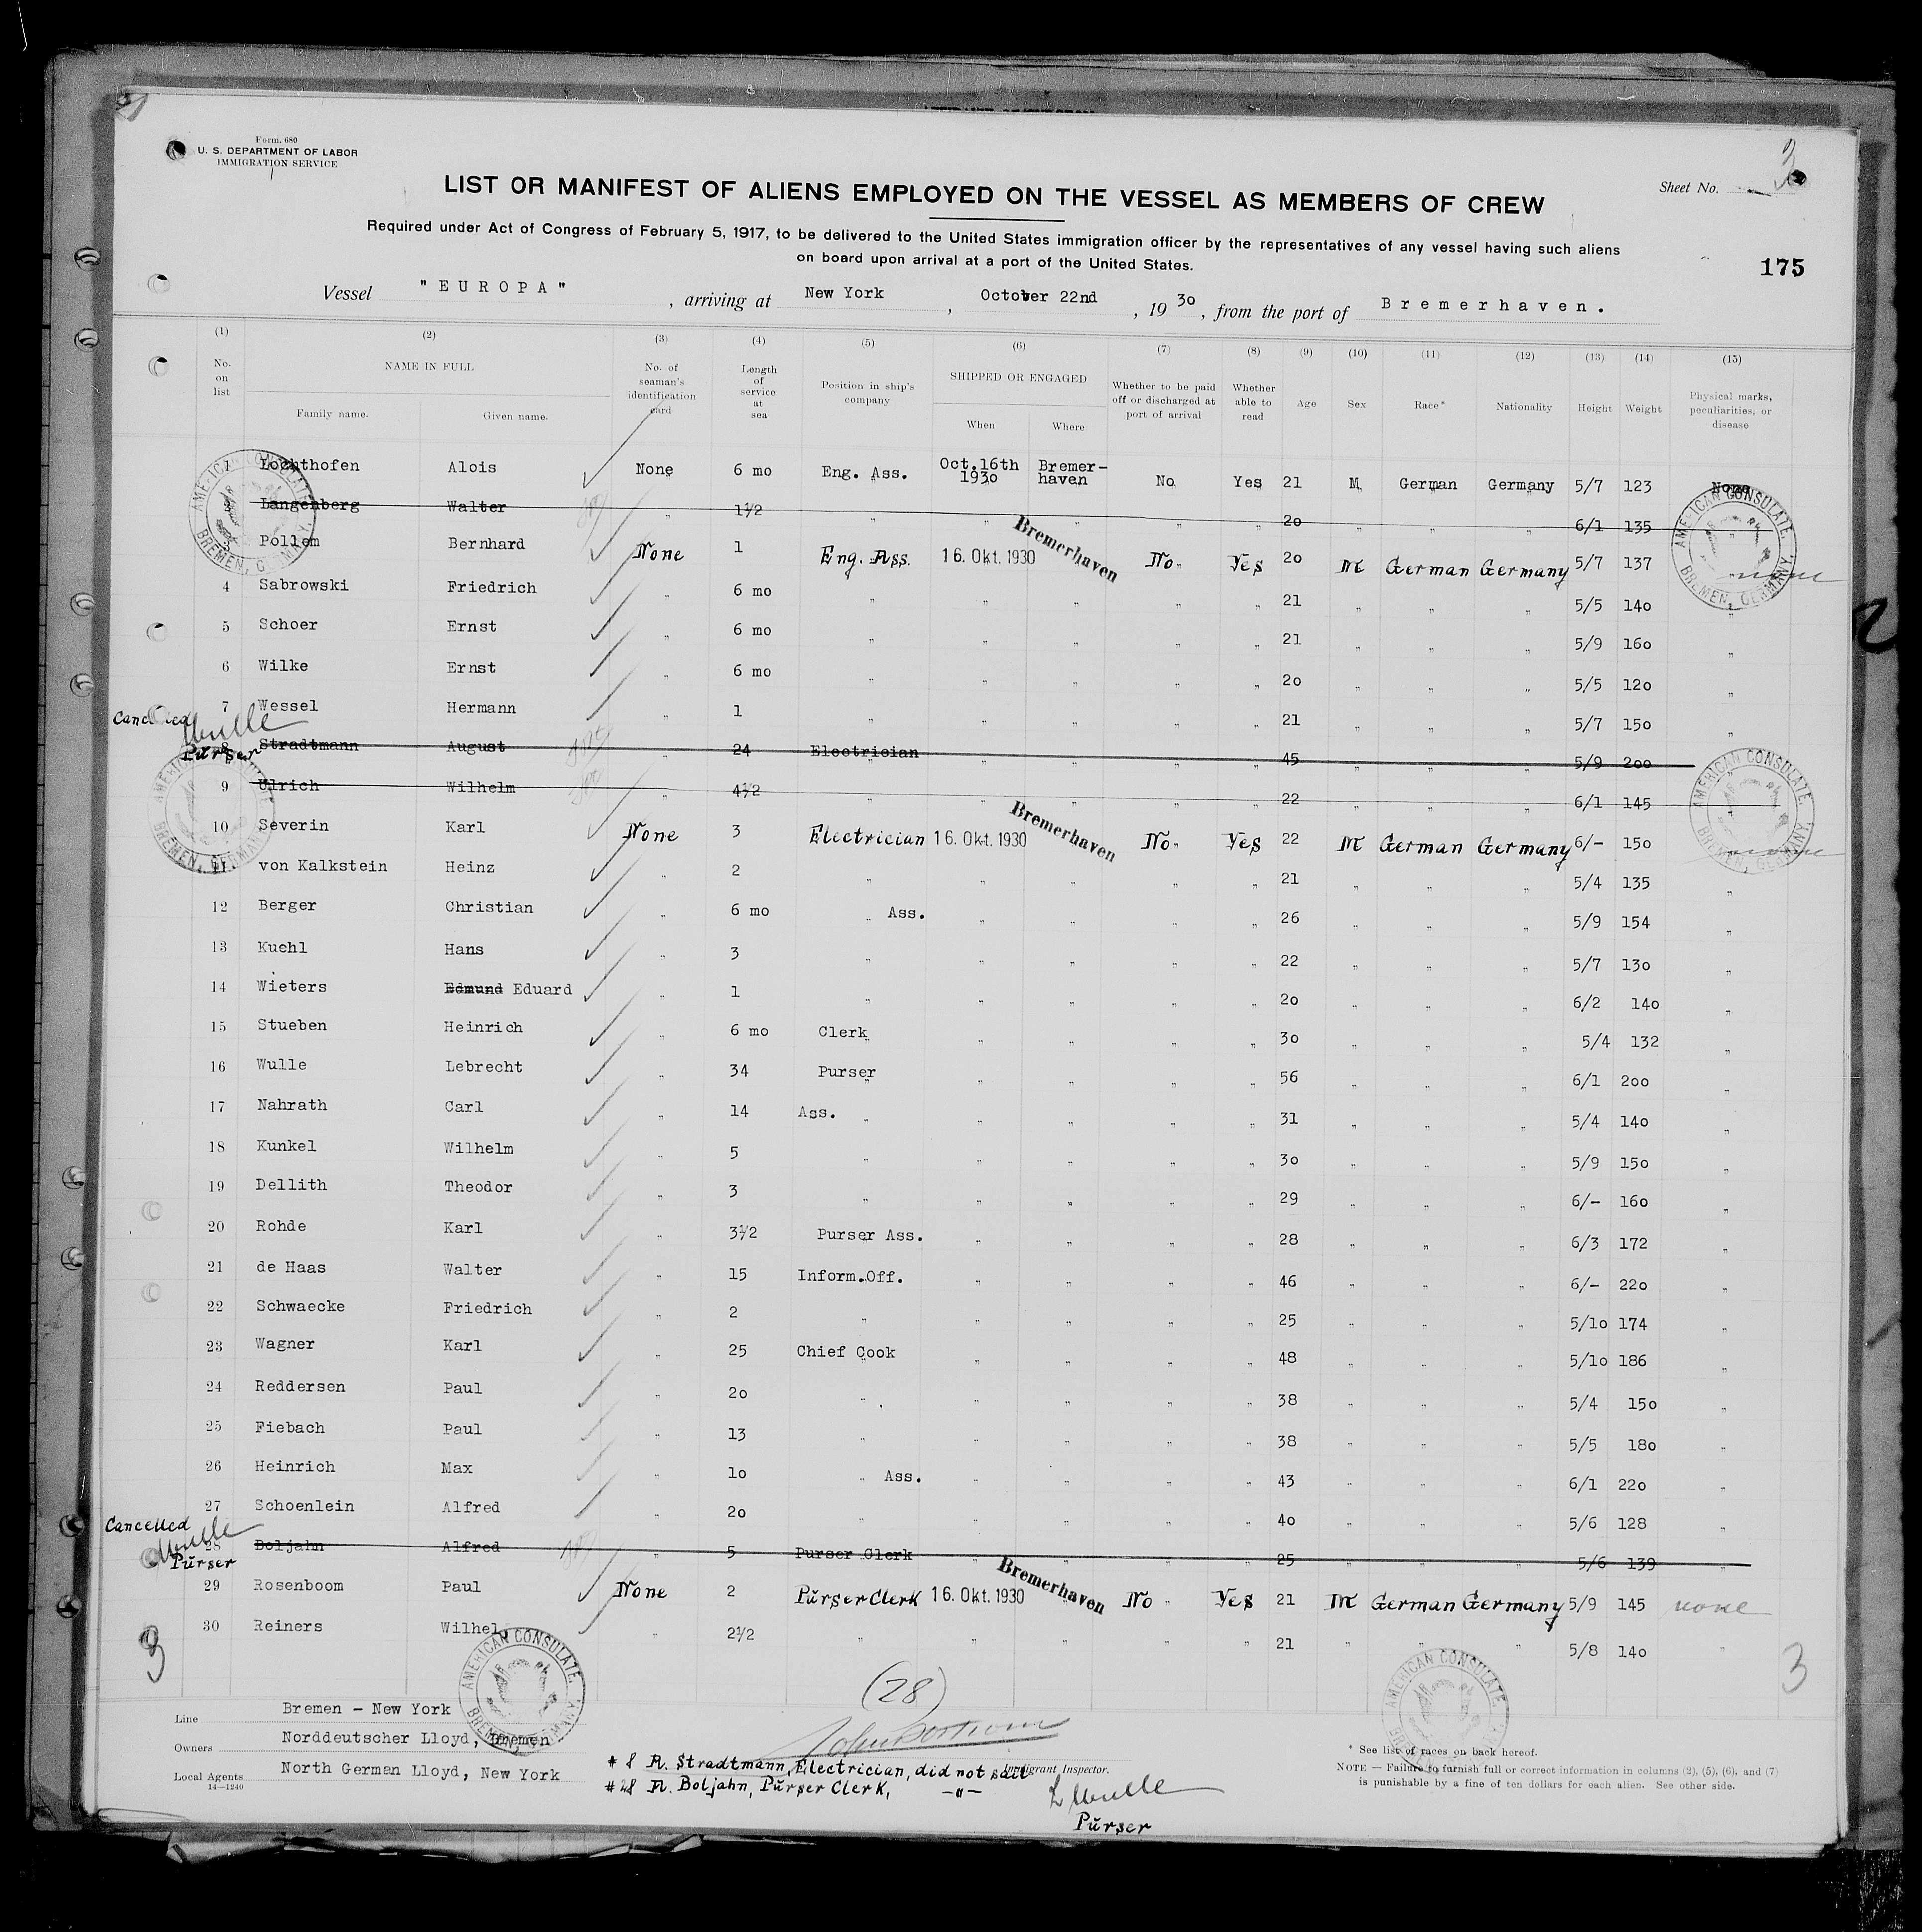 Form. 680
U. S. DEPARTMENT OF LABOR
IMMIGRATION SERVICE
3
Sheet No.
LIST OR MANIFEST OF ALIENS EMPLOYED ON THE VESSEL AS MEMBERS OF CREW
Required under Act of Congress of February 5, 1917, to be delivered to the United States immigration officer by the representatives of any vessel having such aliens
on board upon arrival at a port of the United States.
175
Vessel "EUROPA" , arriving at New York , October 22nd , 19 30 , from the port of Bremerhaven.
(1) (2) (3) (4) (5) (6) (7) (8) (9) (10) (11) (12) (13) (14) (15)
No. on list NAME IN FULL Family name. Given name. No. of seaman's identification card Length of service at sea Position in ship's company SHIPPED OR ENGAGED When Where Whether to be paid off or discharged at port of arrival Whether able to read Age Sex Race* Nationality Height Weight Physical marks, peculiarities, or disease
1 Lochthofen Alois None 6 mo Eng. Ass. Oct.16th 1930 Bremer-haven No Yes 21 M German Germany 5/7 123 None
2 Langenberg Walter " 1½ " " " " " 20 " " " 6/1 135 "
3 Pollem Bernhard None 1 Eng. Ass. 16. Okt. 1930 Bremerhaven No Yes 20 M German Germany 5/7 137 none
4 Sabrowski Friedrich " 6 mo " " " " " 21 " " " 5/5 140 "
5 Schoer Ernst " 6 mo " " " " " 21 " " " 5/9 160 "
6 Wilke Ernst " 6 mo " " " " " 20 " " " 5/5 120 "
7 Wessel Hermann " 1 " " " " " 21 " " " 5/7 150 "
Cancelled Wulle Purser
8 Stradtmann August " 24 Electrician " " " " 45 " " " 5/9 200 "
9 Ulrich Wilhelm " 4½ " " " " " 22 " " " 6/1 145 "
10 Severin Karl None 3 Electrician 16. Okt. 1930 Bremerhaven No Yes 22 M German Germany 6/- 150 none
11 von Kalkstein Heinz " 2 " " " " " 21 " " " 5/4 135 "
12 Berger Christian " 6 mo " Ass. " " " " 26 " " " 5/9 154 "
13 Kuehl Hans " 3 " " " " " 22 " " " 5/7 130 "
14 Wieters Edmund Eduard " 1 " " " " " 20 " " " 6/2 140 "
15 Stueben Heinrich " 6 mo Clerk " " " " 30 " " " 5/4 132 "
16 Wulle Lebrecht " 34 Purser " " " " 56 " " " 6/1 200 "
17 Nahrath Carl " 14 Ass. " " " " " 31 " " " 5/4 140 "
18 Kunkel Wilhelm " 5 " " " " " 30 " " " 5/9 150 "
19 Dellith Theodor " 3 " " " " " 29 " " " 6/- 160 "
20 Rohde Karl " 3½ Purser Ass. " " " " 28 " " " 6/3 172 "
21 de Haas Walter " 15 Inform.Off. " " " " 46 " " " 6/- 220 "
22 Schwaecke Friedrich " 2 " " " " " 25 " " " 5/10 174 "
23 Wagner Karl " 25 Chief Cook " " " " 48 " " " 5/10 186 "
24 Reddersen Paul " 20 " " " " " 38 " " " 5/4 150 "
25 Fiebach Paul " 13 " " " " " 38 " " " 5/5 180 "
26 Heinrich Max " 10 " Ass. " " " " 43 " " " 6/1 220 "
27 Schoenlein Alfred " 20 " " " " " 40 " " " 5/6 128 "
Cancelled Wulle Purser
28 Boljahn Alfred " 5 Purser Clerk " " " " 25 " " " 5/6 139 "
29 Rosenboom Paul None 2 Purser Clerk 16. Okt. 1930 Bremerhaven No Yes 21 M German Germany 5/9 145 none
30 Reiners Wilhelm " 2½ " " " " " 21 " " " 5/8 140 "
3 3
AMERICAN CONSULATE, BREMEN, GERMANY
(28)
Line Bremen - New York
Owners Norddeutscher Lloyd, Bremen
Local Agents North German Lloyd, New York
14—1240
Immigrant Inspector.
# 8 A. Stradtmann, Electrician, did not sail
# 28 A. Boljahn, Purser Clerk, -"-
L Wulle
Purser
* See list of races on back hereof.
NOTE — Failure to furnish full or correct information in columns (2), (5), (6), and (7)
is punishable by a fine of ten dollars for each alien. See other side.